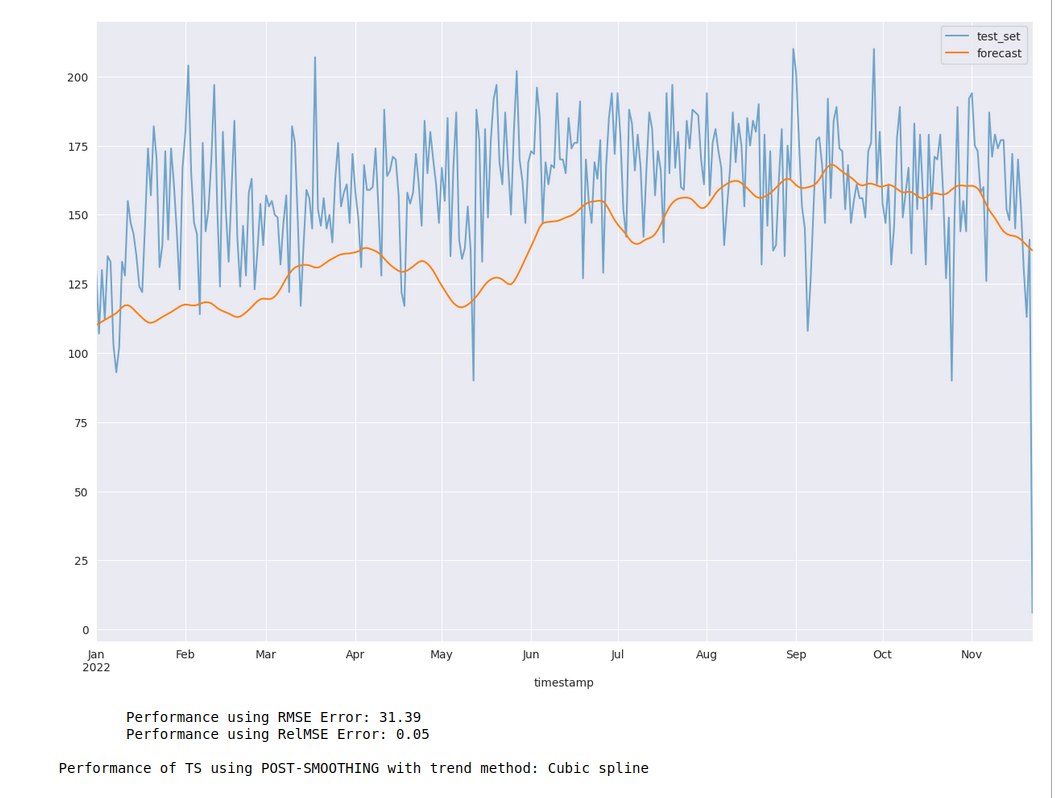 test_set
forecast
200
175
150
125
100
75
50
25
0
Jan Feb Mar Apr May Jun Jul Aug Sep Oct Nov
2022
timestamp
Performance using RMSE Error: 31.39
Performance using RelMSE Error: 0.05
Performance of TS using POST-SMOOTHING with trend method: Cubic spline